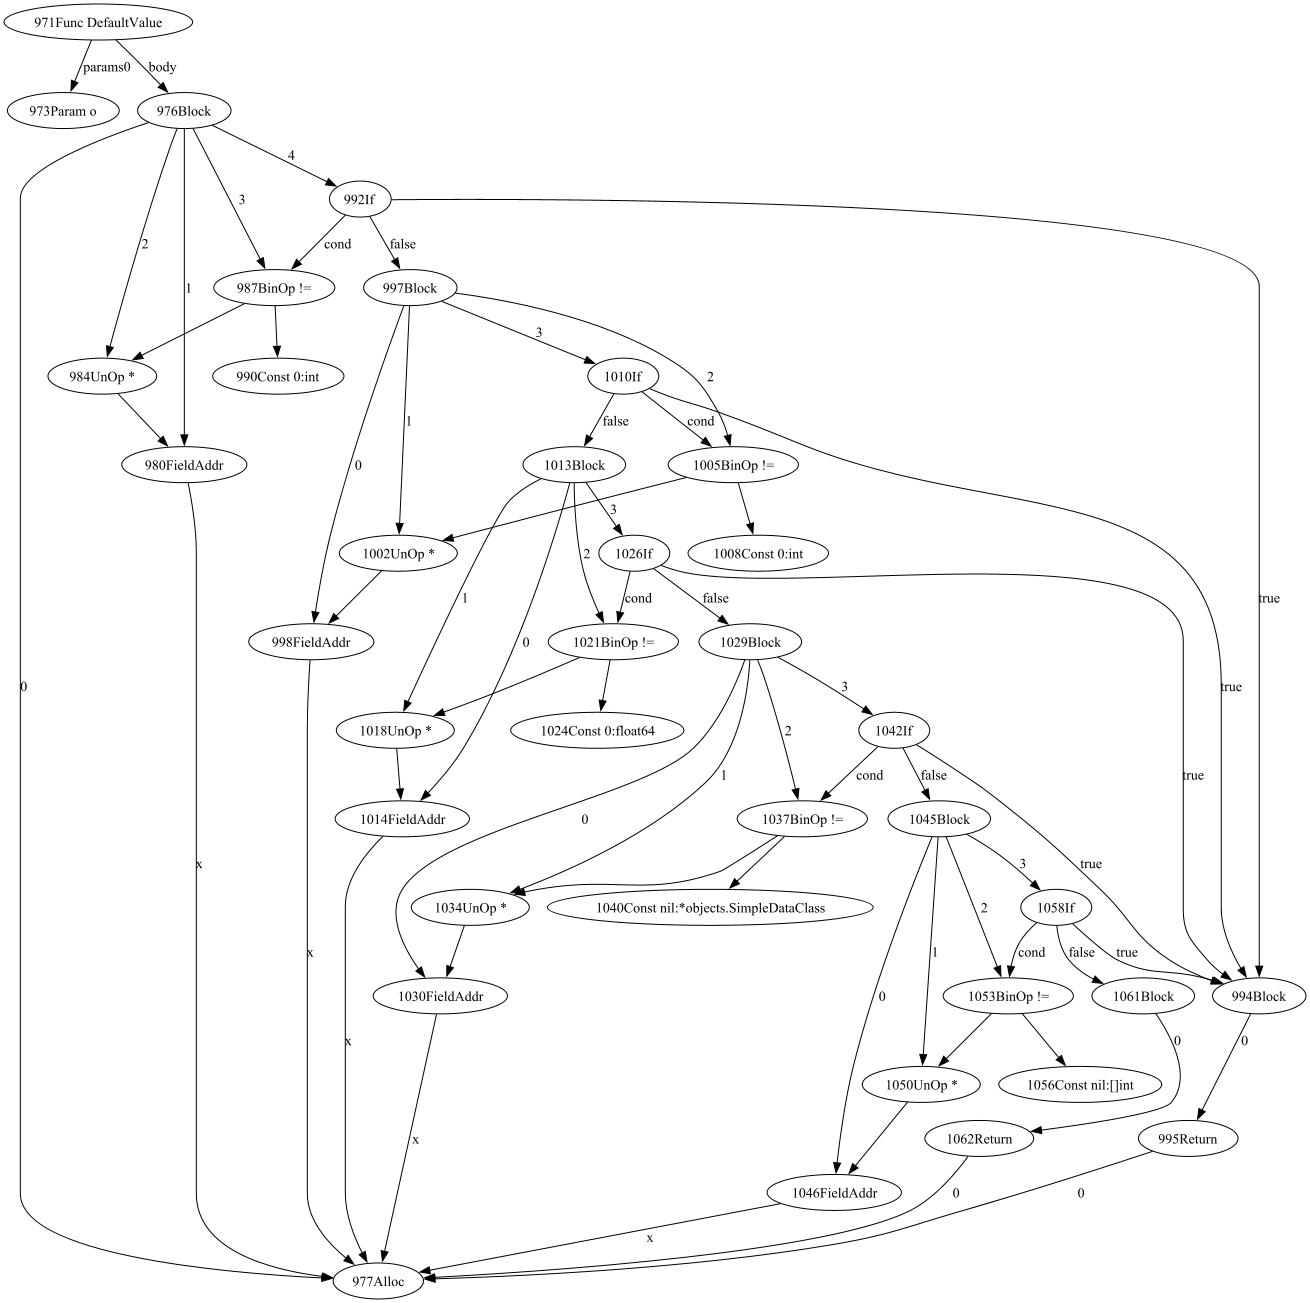 971Func DefaultValue
params0
body
973Param o
976Block
4
992If
3
cond
false
2
1
987BinOp !=
997Block
3
984UnOp *
990Const 0:int
1010If
2
1
false
cond
0
980FieldAddr
1013Block
1005BinOp !=
3
1002UnOp *
2
1026If
1008Const 0:int
1
cond
false
true
998FieldAddr
0
1021BinOp !=
1029Block
0
3
true
1018UnOp *
2
1024Const 0:float64
1042If
1
true
cond
false
1014FieldAddr
0
1037BinOp !=
1045Block
x
3
true
1034UnOp *
1040Const nil:*objects.SimpleDataClass
2
1058If
x
1
cond
false
true
1030FieldAddr
0
1053BinOp !=
1061Block
994Block
x
0
0
1050UnOp *
1056Const nil:[]int
x
1062Return
995Return
1046FieldAddr
0
0
x
977Alloc